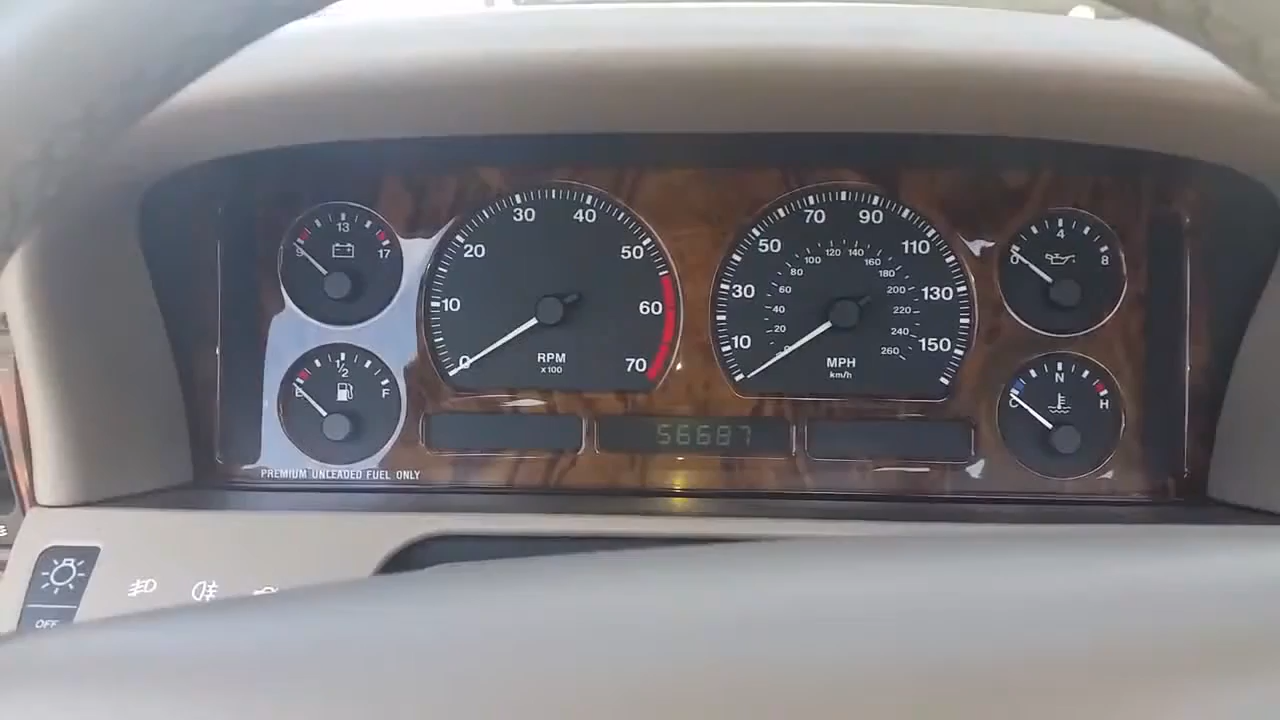 13
9 17
1/2
E F
0 10 20 30 40 50 60 70
RPM
x100
10 30 50 70 90 110 130 150
0 20 40 60 80 100 120 140 160 180 200 220 240 260
MPH
km/h
4
0 8
N
C H
56687
PREMIUM UNLEADED FUEL ONLY
OFF